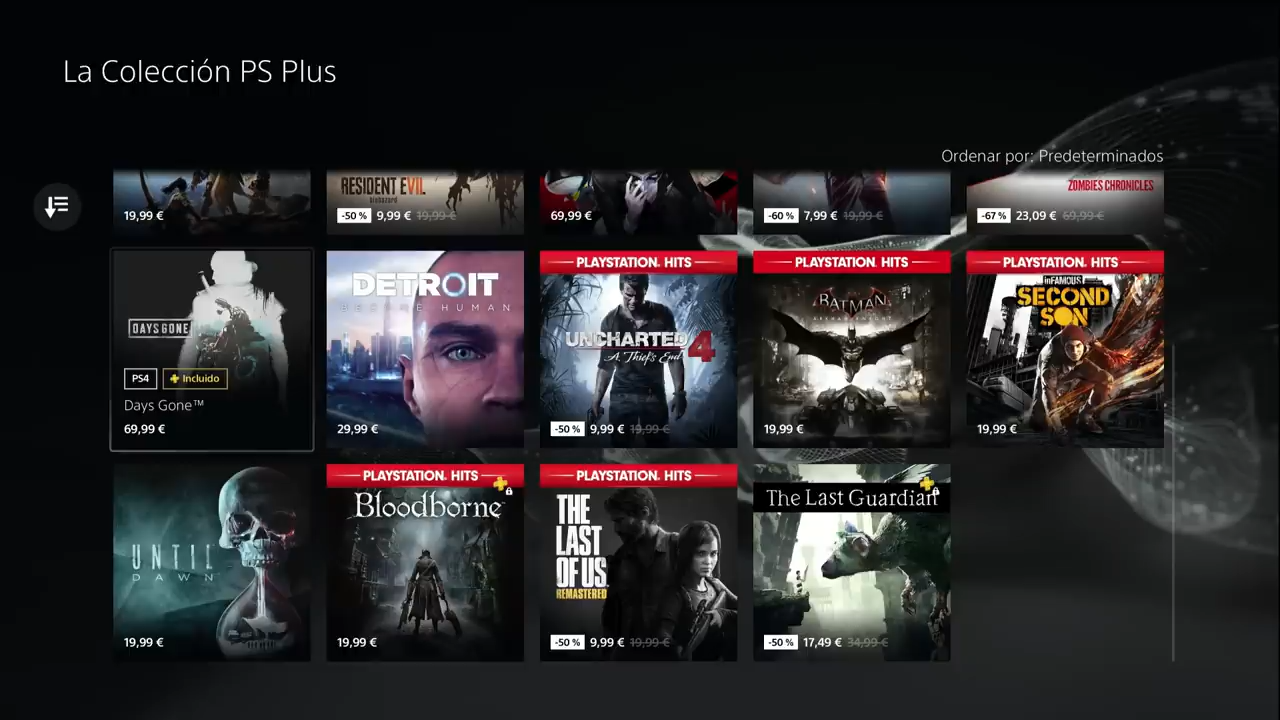 La Colección PS Plus
Ordenar por: Predeterminados
19,99 €
RESIDENT EVIL
biohazard
-50 % 9,99 € 19,99 €
69,99 €
-60 % 7,99 € 19,99 €
ZOMBIES CHRONICLES
-67 % 23,09 € 69,99 €
DAYS GONE
PS4 Incluido
Days Gone™
69,99 €
DETROIT
BECOME HUMAN
29,99 €
PLAYSTATION HITS
UNCHARTED 4
A Thief's End
-50 % 9,99 € 19,99 €
PLAYSTATION HITS
BATMAN
ARKHAM KNIGHT
19,99 €
PLAYSTATION HITS
inFAMOUS
SECOND
SON
19,99 €
UNTIL
DAWN
19,99 €
PLAYSTATION HITS
Bloodborne
19,99 €
PLAYSTATION HITS
THE
LAST
OF US
REMASTERED
-50 % 9,99 € 19,99 €
The Last Guardian
-50 % 17,49 € 34,99 €